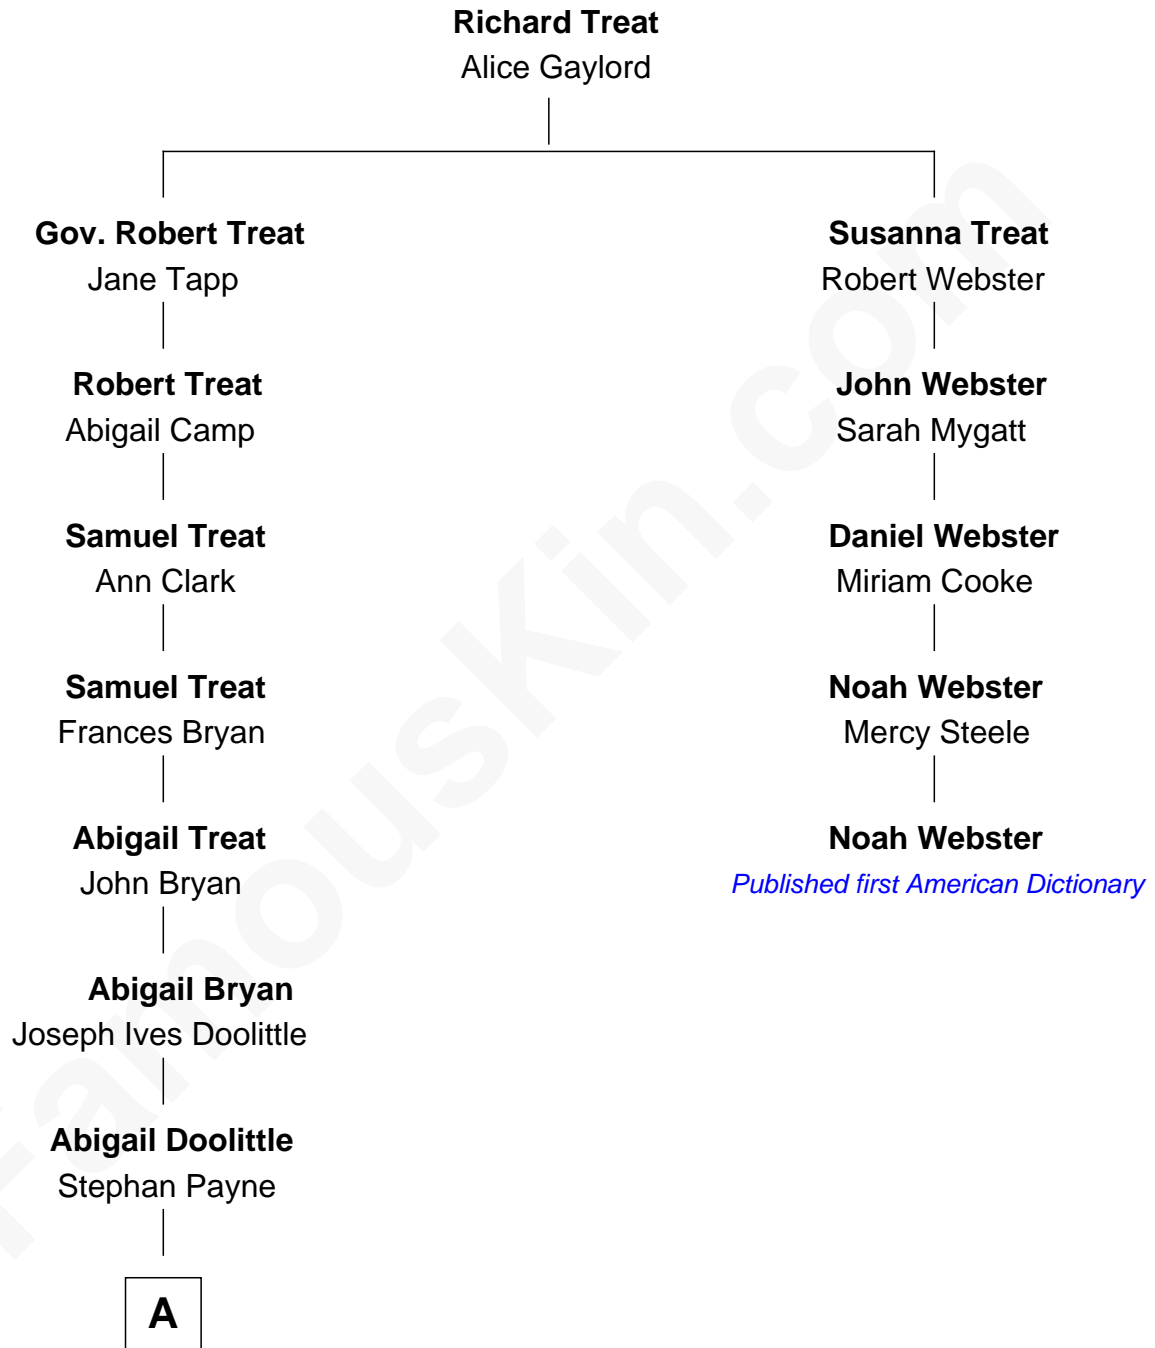 Richard Treat
Alice Gaylord
Gov. Robert Treat
Jane Tapp
Susanna Treat
Robert Webster
Robert Treat
Abigail Camp
John Webster
Sarah Mygatt
Samuel Treat
Ann Clark
Daniel Webster
Miriam Cooke
Samuel Treat
Frances Bryan
Noah Webster
Mercy Steele
Abigail Treat
John Bryan
Noah Webster
Published first American Dictionary
Abigail Bryan
Joseph Ives Doolittle
Abigail Doolittle
Stephan Payne
A
FamousKin.com